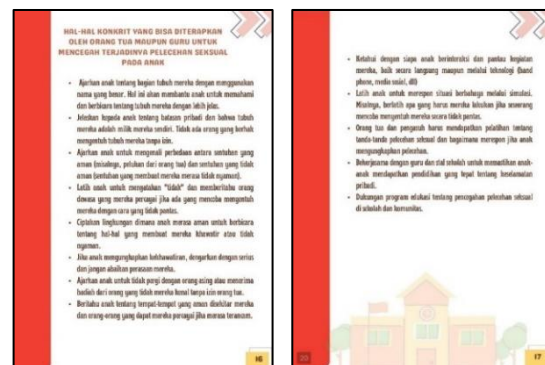 HAL-HAL KONKRIT YANG BISA DITERAPKAN
OLEH ORANG TUA MAUPUN GURU UNTUK
MENCEGAH TERJADINYA PELECEHAN SEKSUAL
PADA ANAK
• Ajarkan anak tentang bagian tubuh mereka dengan menggunakan
nama yang benar. Hal ini akan membantu anak untuk memahami
dan berbicara tentang tubuh mereka dengan lebih jelas.
• Jelaskan kepada anak tentang batasan pribadi dan bahwa tubuh
mereka adalah milik mereka sendiri. Tidak ada orang yang berhak
menyentuh tubuh mereka tanpa izin.
• Ajarkan anak untuk mengenali perbedaan antara sentuhan yang
aman (misalnya, pelukan dari orang tua) dan sentuhan yang tidak
aman (sentuhan yang membuat mereka merasa tidak nyaman).
• Latih anak untuk mengatakan "tidak" dan memberitahu orang
dewasa yang mereka percayai jika ada yang mencoba menyentuh
mereka dengan cara yang tidak pantas.
• Ciptakan lingkungan dimana anak merasa aman untuk berbicara
tentang hal-hal yang membuat mereka khawatir atau tidak
nyaman.
• Jika anak mengungkapkan kekhawatiran, dengarkan dengan serius
dan jangan abaikan perasaan mereka.
• Ajarkan anak untuk tidak pergi dengan orang asing atau menerima
hadiah dari orang yang tidak mereka kenal tanpa izin orang tua.
• Beritahu anak tentang tempat-tempat yang aman disekitar mereka
dan orang-orang yang dapat mereka percayai jika merasa terancam.
16
• Ketahui dengan siapa anak berinteraksi dan pantau kegiatan
mereka, baik secara langsung maupun melalui teknologi (hand
phone, media sosial, dll)
• Latih anak untuk merespon situasi berbahaya melalui simulasi.
Misalnya, berlatih apa yang harus mereka lakukan jika seseorang
mencoba menyentuh mereka secara tidak pantas.
• Orang tua dan pengasuh harus mendapatkan pelatihan tentang
tanda-tanda pelecehan seksual dan bagaimana merespon jika anak
mengungkapkan pelecehan.
• Bekerjasama dengan guru dan staf sekolah untuk memastikan anak-
anak mendapatkan pendidikan yang tepat tentang keselamatan
pribadi.
• Dukungan program edukasi tentang pencegahan pelecehan seksual
di sekolah dan komunitas.
20
17